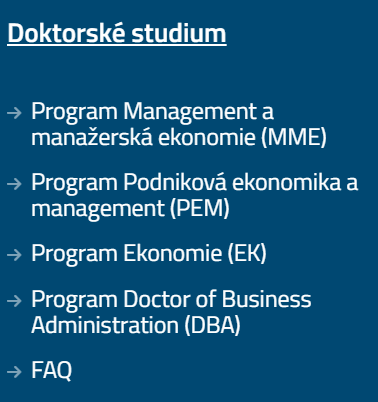 Doktorské studium
Program Management a
manažerská ekonomie (MME)
Program Podniková ekonomika a
management (PEM)
Program Ekonomie (EK)
Program Doctor of Business
Administration (DBA)
FAQ